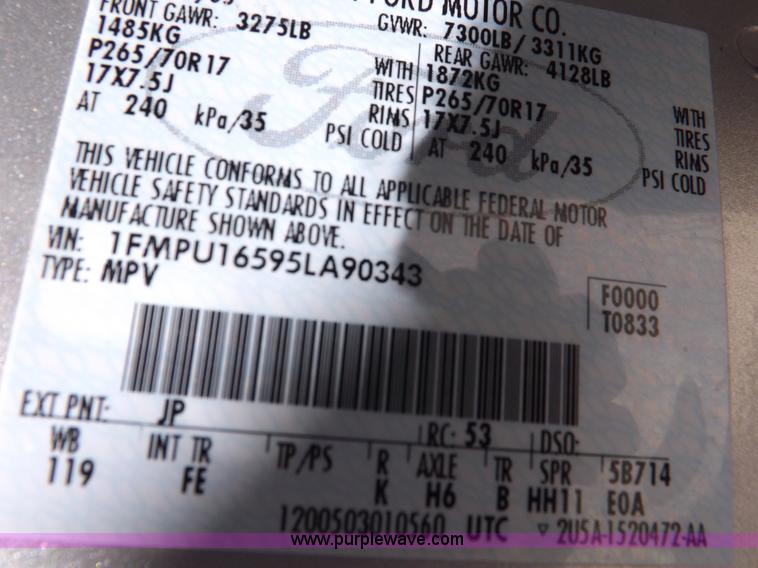 FORD MOTOR CO.
FRONT GAWR: 3275LB GVWR: 7300LB/ 3311KG
1485KG WITH REAR GAWR: 4128LB
P265/70R17 TIRES 1872KG WITH
17X7.5J RIMS P265/70R17 TIRES
AT 240 kPa/35 PSI COLD 17X7.5J RIMS
AT 240 kPa/35 PSI COLD
Ford
THIS VEHICLE CONFORMS TO ALL APPLICABLE FEDERAL MOTOR
VEHICLE SAFETY STANDARDS IN EFFECT ON THE DATE OF
MANUFACTURE SHOWN ABOVE.
VIN: 1FMPU16595LA90343
TYPE: MPV
F0000
T0833
EXT PNT: JP RC: 53 DSO:
WB INT TR TP/PS R AXLE TR SPR 5B714
119 FE K H6 B HH11 E0A
1200503010560 UTC ▽ 2U5A-1520472-AA
www.purplewave.com